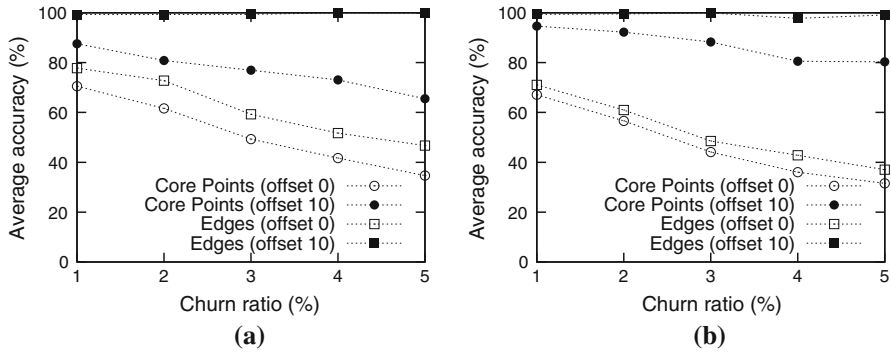 Average accuracy (%)
100
80
60
40
20
0
Core Points (offset 0)
Core Points (offset 10)
Edges (offset 0)
Edges (offset 10)
1 2 3 4 5
Churn ratio (%)
(a)
Average accuracy (%)
100
80
60
40
20
0
Core Points (offset 0)
Core Points (offset 10)
Edges (offset 0)
Edges (offset 10)
1 2 3 4 5
Churn ratio (%)
(b)